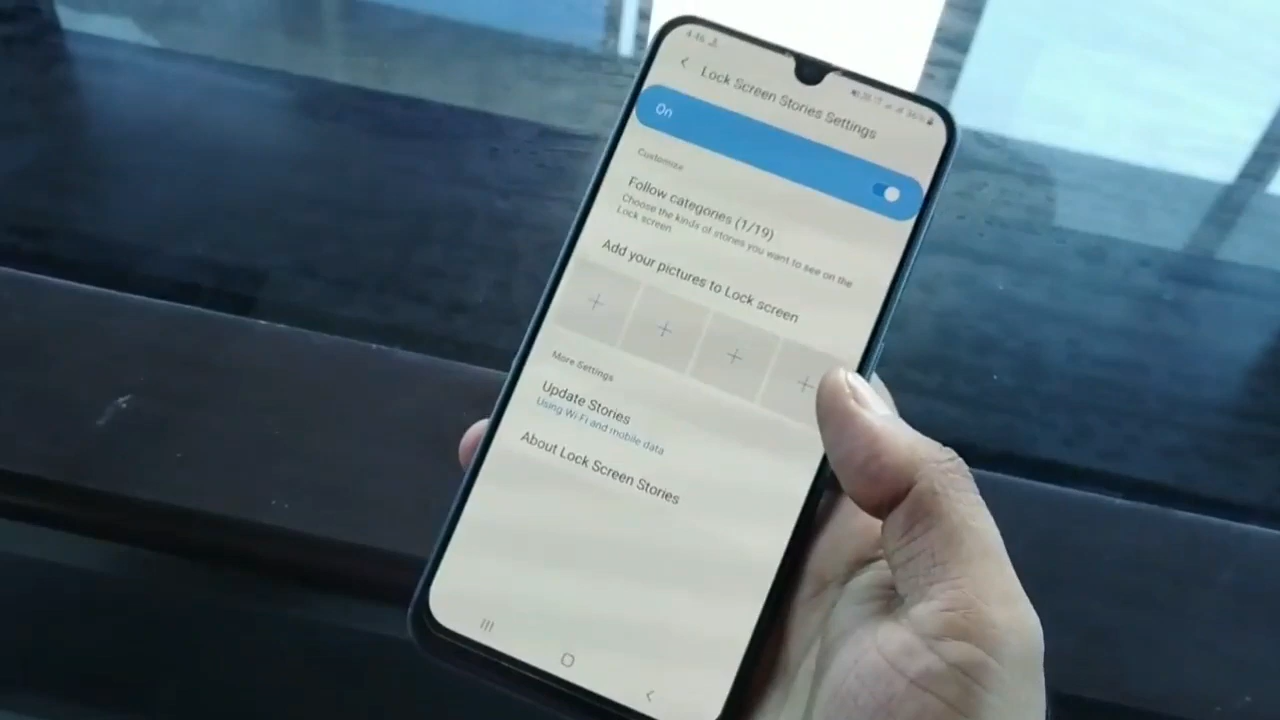 4:46
Lock Screen Stories Settings
On
Customize
Follow categories (1/19)
Choose the kinds of stories you want to see on the
Lock screen.
Add your pictures to Lock screen
More Settings
Update Stories
Using Wi-Fi and mobile data
About Lock Screen Stories